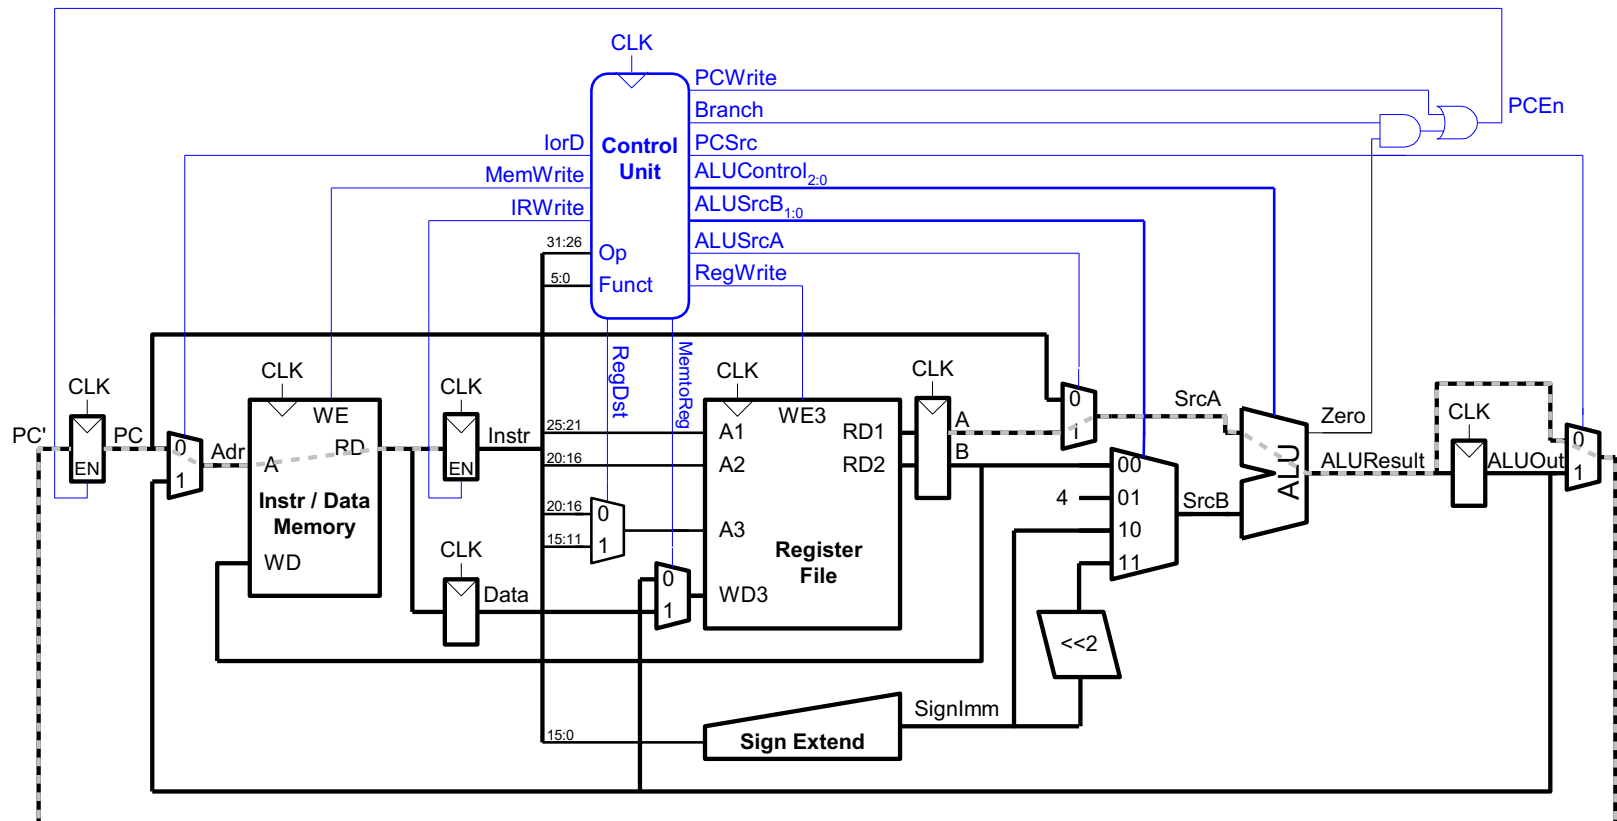 CLK
PCWrite
Branch
PCEn
IorD
Control
Unit
PCSrc
MemWrite
ALUControl2:0
IRWrite
ALUSrcB1:0
31:26
Op
ALUSrcA
5:0
Funct
RegWrite
RegDst
MemtoReg
CLK
CLK
CLK
CLK
CLK
CLK
PC'
PC
EN
0
1
Adr
WE
A
RD
Instr / Data
Memory
WD
EN
Instr
25:21
20:16
20:16
0
15:11
1
CLK
Data
0
1
WE3
A1
RD1
A2
RD2
A3
Register
File
WD3
A
B
0
1
SrcA
00
4
01
10
11
SrcB
ALU
Zero
ALUResult
ALUOut
0
1
<<2
SignImm
15:0
Sign Extend